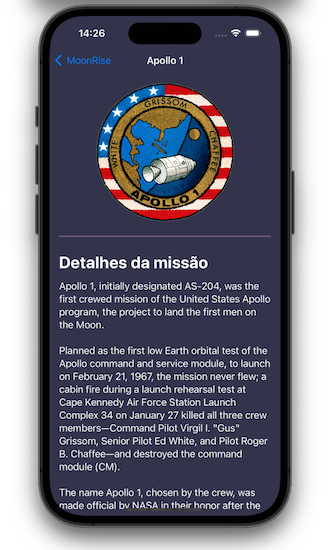 14:26
MoonRise
Apollo 1
GRISSOM
WHITE
CHAFFEE
APOLLO 1
Detalhes da missão
Apollo 1, initially designated AS-204, was the
first crewed mission of the United States Apollo
program, the project to land the first men on
the Moon.
Planned as the first low Earth orbital test of the
Apollo command and service module, to launch
on February 21, 1967, the mission never flew; a
cabin fire during a launch rehearsal test at
Cape Kennedy Air Force Station Launch
Complex 34 on January 27 killed all three crew
members—Command Pilot Virgil I. "Gus"
Grissom, Senior Pilot Ed White, and Pilot Roger
B. Chaffee—and destroyed the command
module (CM).
The name Apollo 1, chosen by the crew, was
made official by NASA in their honor after the